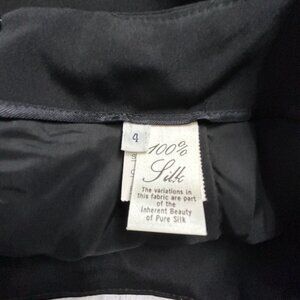 4
100%
Silk
The variations in
this fabric are part
of the
Inherent Beauty
of Pure Silk